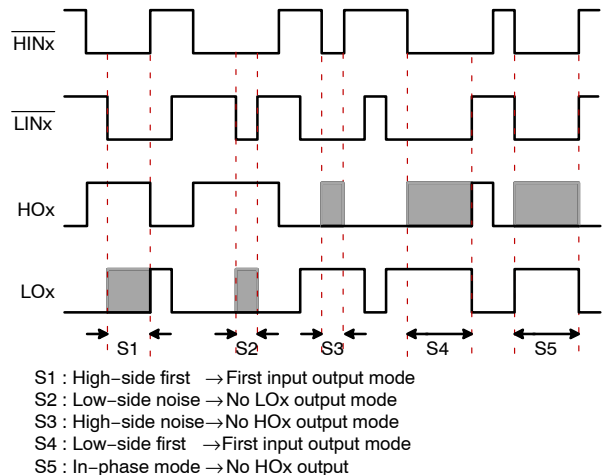 HINx
LINx
HOx
LOx
S1 S2 S3 S4 S5
S1 : High−side first →First input output mode
S2 : Low−side noise→No LOx output mode
S3 : High−side noise→No HOx output mode
S4 : Low−side first →First input output mode
S5 : In−phase mode→No HOx output